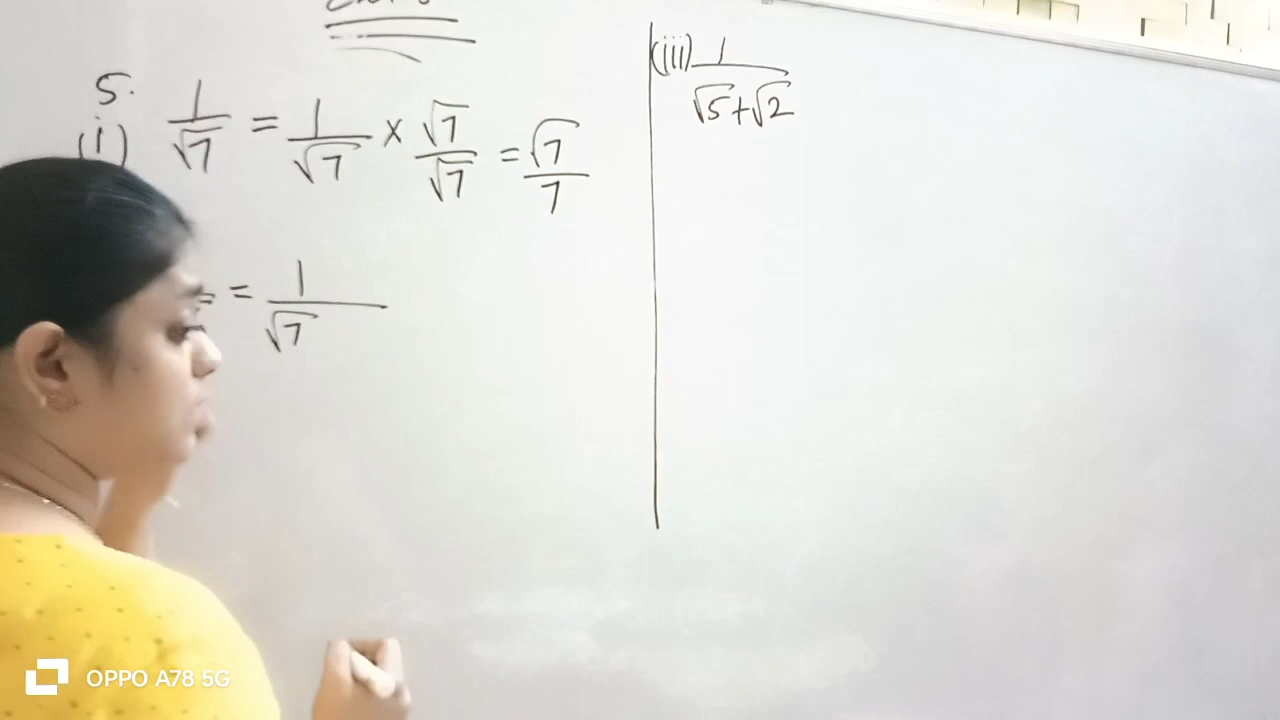 5.
(i) 1/√7 = 1/√7 × √7/√7 = √7/7
= 1/√7
(iii) 1/√5+√2
OPPO A78 5G